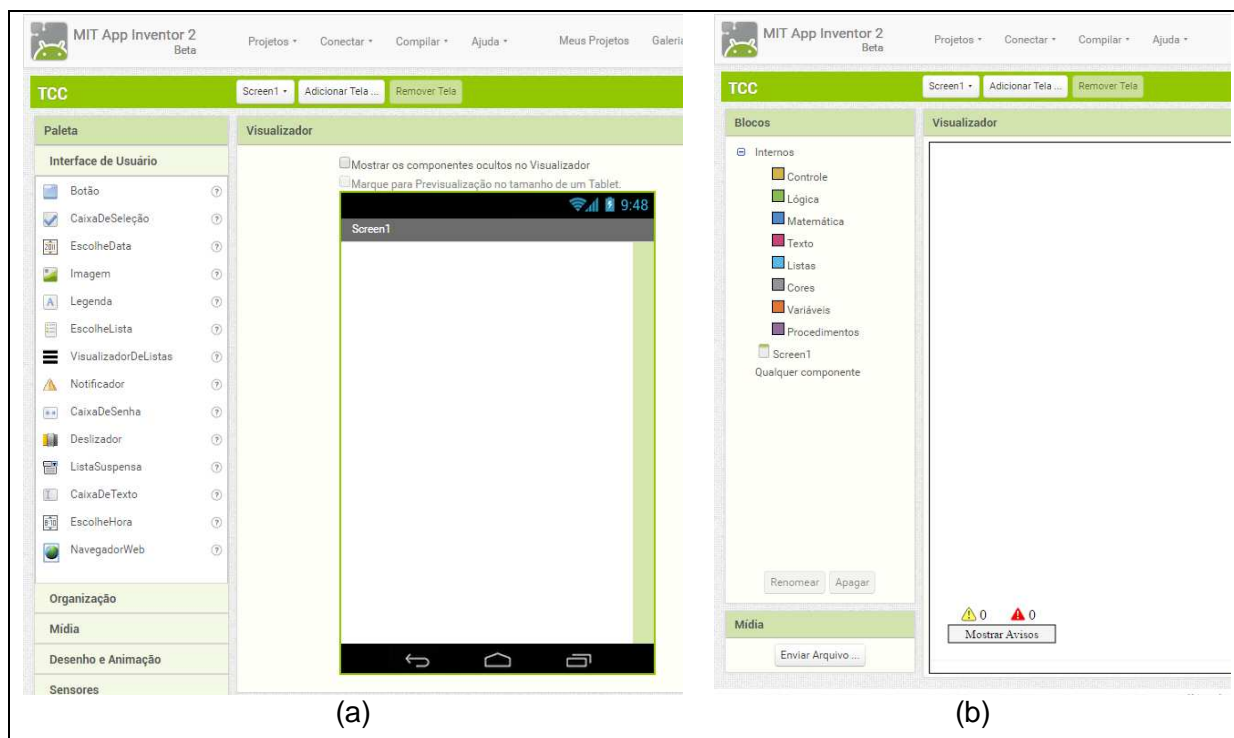 MIT App Inventor 2
Beta
Projetos
Conectar
Compilar
Ajuda
Meus Projetos
Galeria
TCC
Screen1
Adicionar Tela ...
Remover Tela
Paleta
Visualizador
Interface de Usuário
Botão
CaixaDeSeleção
EscolheData
Imagem
Legenda
EscolheLista
VisualizadorDeListas
Notificador
CaixaDeSenha
Deslizador
ListaSuspensa
CaixaDeTexto
EscolheHora
NavegadorWeb
Organização
Mídia
Desenho e Animação
Sensores
Mostrar os componentes ocultos no Visualizador
Marque para Previsualização no tamanho de um Tablet.
9:48
Screen1
(a)
MIT App Inventor 2
Beta
Projetos
Conectar
Compilar
Ajuda
TCC
Screen1
Adicionar Tela ...
Remover Tela
Blocos
Visualizador
Internos
Controle
Lógica
Matemática
Texto
Listas
Cores
Variáveis
Procedimentos
Screen1
Qualquer componente
Renomear
Apagar
Mídia
Enviar Arquivo ...
0
0
Mostrar Avisos
(b)